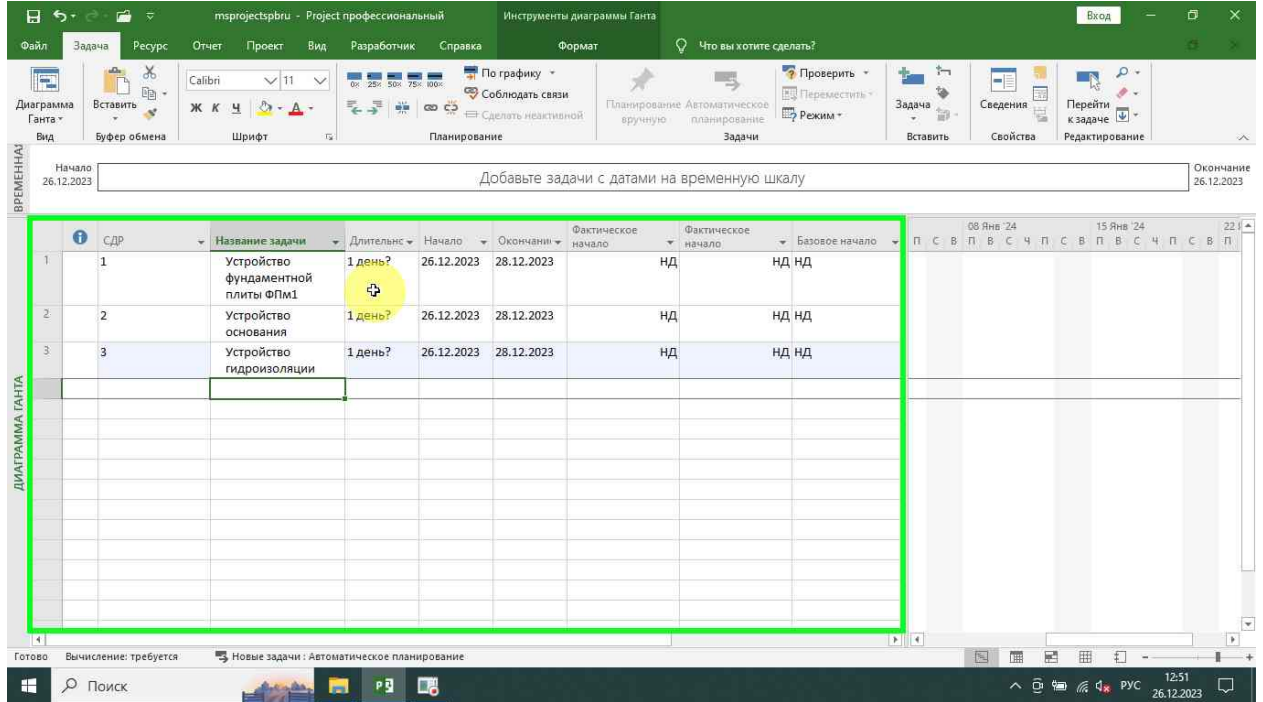 msprojectspbru - Project профессиональный
Инструменты диаграммы Ганта
Вход
Файл Задача Ресурс Отчет Проект Вид Разработчик Справка Формат Что вы хотите сделать?
Диаграмма Ганта
Вид
Вставить
Буфер обмена
Calibri 11
Ж К Ч А
Шрифт
0× 25× 50× 75× 100×
По графику
Соблюдать связи
Сделать неактивной
Планирование
Планирование вручную
Автоматическое планирование
Проверить
Переместить
Режим
Задачи
Задача
Вставить
Сведения
Свойства
Перейти к задаче
Редактирование
ВРЕМЕННАЯ
Начало
26.12.2023
Добавьте задачи с датами на временную шкалу
Окончание
26.12.2023
СДР Название задачи Длительнс Начало Окончани Фактическое начало Фактическое начало Базовое начало
08 Янв '24 15 Янв '24 22
П С В П В С Ч П С В П В С Ч П С В П
1 1 Устройство фундаментной плиты ФПм1 1 день? 26.12.2023 28.12.2023 НД НД НД
2 2 Устройство основания 1 день? 26.12.2023 28.12.2023 НД НД НД
3 3 Устройство гидроизоляции 1 день? 26.12.2023 28.12.2023 НД НД НД
ДИАГРАММА ГАНТА
Готово Вычисление: требуется Новые задачи : Автоматическое планирование
Поиск
РУС
12:51
26.12.2023